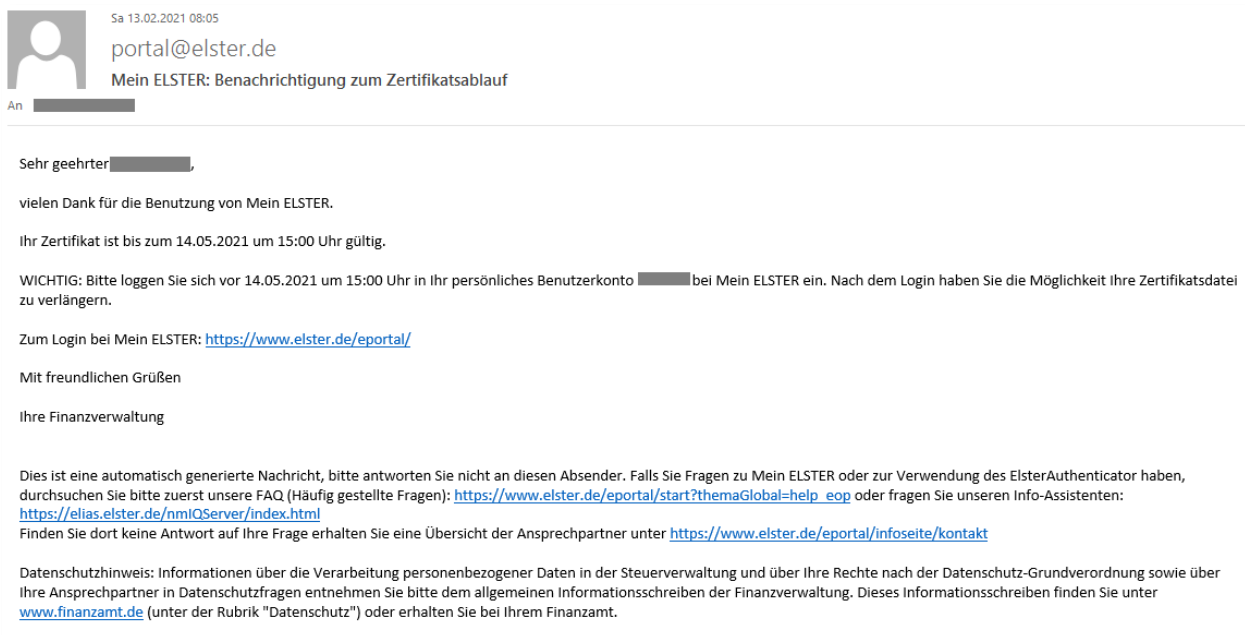 Sa 13.02.2021 08:05
portal@elster.de
Mein ELSTER: Benachrichtigung zum Zertifikatsablauf
An
Sehr geehrter ,
vielen Dank für die Benutzung von Mein ELSTER.
Ihr Zertifikat ist bis zum 14.05.2021 um 15:00 Uhr gültig.
WICHTIG: Bitte loggen Sie sich vor 14.05.2021 um 15:00 Uhr in Ihr persönliches Benutzerkonto bei Mein ELSTER ein. Nach dem Login haben Sie die Möglichkeit Ihre Zertifikatsdatei
zu verlängern.
Zum Login bei Mein ELSTER: https://www.elster.de/eportal/
Mit freundlichen Grüßen
Ihre Finanzverwaltung
Dies ist eine automatisch generierte Nachricht, bitte antworten Sie nicht an diesen Absender. Falls Sie Fragen zu Mein ELSTER oder zur Verwendung des ElsterAuthenticator haben,
durchsuchen Sie bitte zuerst unsere FAQ (Häufig gestellte Fragen): https://www.elster.de/eportal/start?themaGlobal=help_eop oder fragen Sie unseren Info-Assistenten:
https://elias.elster.de/nmIQServer/index.html
Finden Sie dort keine Antwort auf Ihre Frage erhalten Sie eine Übersicht der Ansprechpartner unter https://www.elster.de/eportal/infoseite/kontakt
Datenschutzhinweis: Informationen über die Verarbeitung personenbezogener Daten in der Steuerverwaltung und über Ihre Rechte nach der Datenschutz-Grundverordnung sowie über
Ihre Ansprechpartner in Datenschutzfragen entnehmen Sie bitte dem allgemeinen Informationsschreiben der Finanzverwaltung. Dieses Informationsschreiben finden Sie unter
www.finanzamt.de (unter der Rubrik "Datenschutz") oder erhalten Sie bei Ihrem Finanzamt.